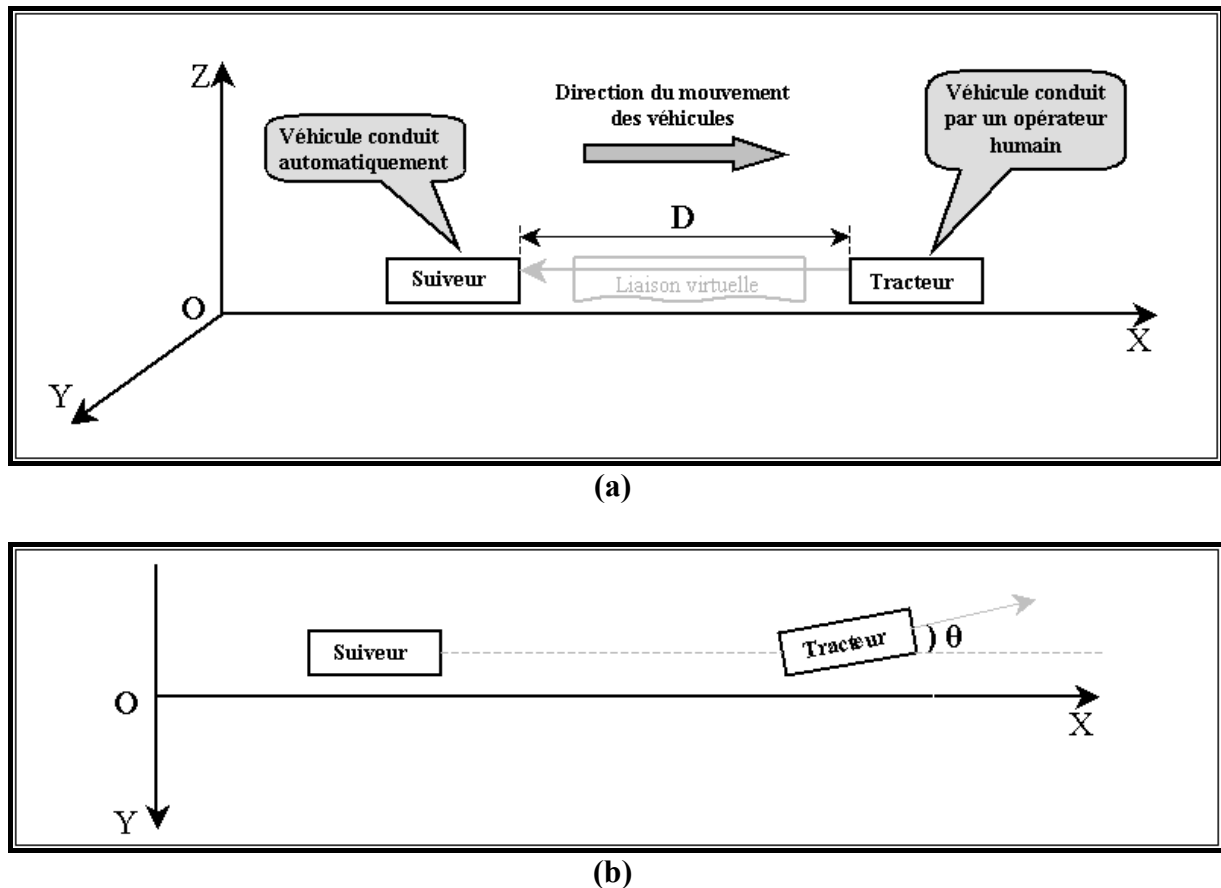 Z
Direction du mouvement
des véhicules
Véhicule conduit
par un opérateur
humain
Véhicule conduit
automatiquement
D
Suiveur
Liaison virtuelle
Tracteur
O
X
Y
(a)
Suiveur
Tracteur
) θ
O
X
Y
(b)